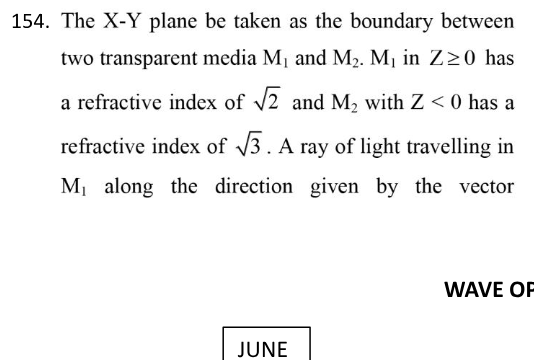 154. The X-Y plane be taken as the boundary between
two transparent media M₁ and M₂. M₁ in Z ≥ 0 has
a refractive index of √2 and M₂ with Z < 0 has a
refractive index of √3 . A ray of light travelling in
M₁ along the direction given by the vector
WAVE OP
JUNE